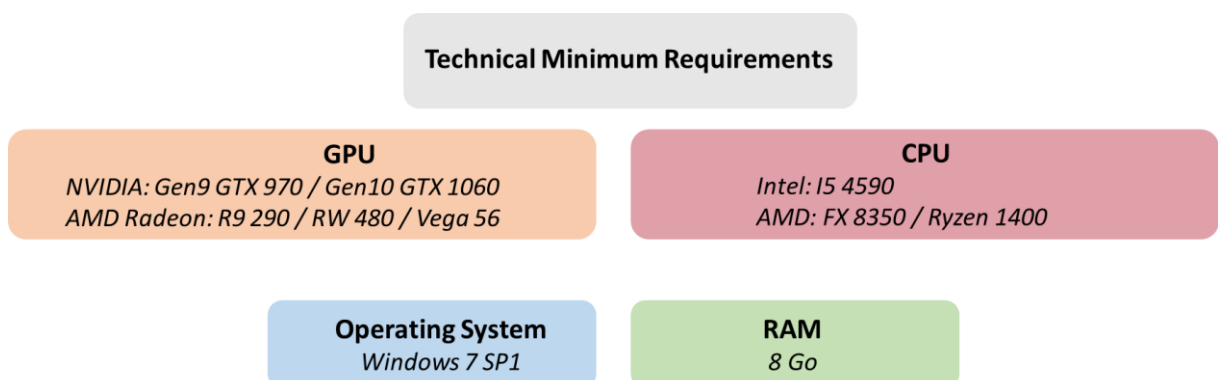 Technical Minimum Requirements
GPU
NVIDIA: Gen9 GTX 970 / Gen10 GTX 1060
AMD Radeon: R9 290 / RW 480 / Vega 56
CPU
Intel: I5 4590
AMD: FX 8350 / Ryzen 1400
Operating System
Windows 7 SP1
RAM
8 Go